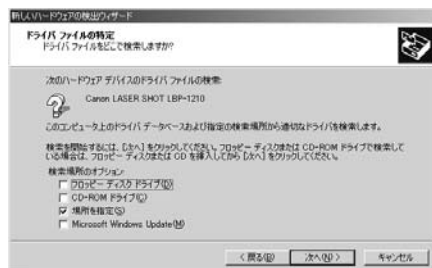 新しいハードウェアの検出ウィザード
ドライバ ファイルの特定
ドライバ ファイルをどこで検索しますか?
次のハードウェア デバイスのドライバ ファイルの検索:
Canon LASER SHOT LBP-1210
このコンピュータ上のドライバ データベースおよび指定の検索場所から適切なドライバを検索します。
検索を開始するには、[次へ] をクリックしてください。フロッピー ディスクまたは CD-ROM ドライブで検索して
いる場合は、フロッピー ディスクまたは CD を挿入してから [次へ] をクリックしてください。
検索場所のオプション:
フロッピー ディスク ドライブ(D)
CD-ROM ドライブ(C)
場所を指定(S)
Microsoft Windows Update(M)
< 戻る(B) 次へ(N) > キャンセル